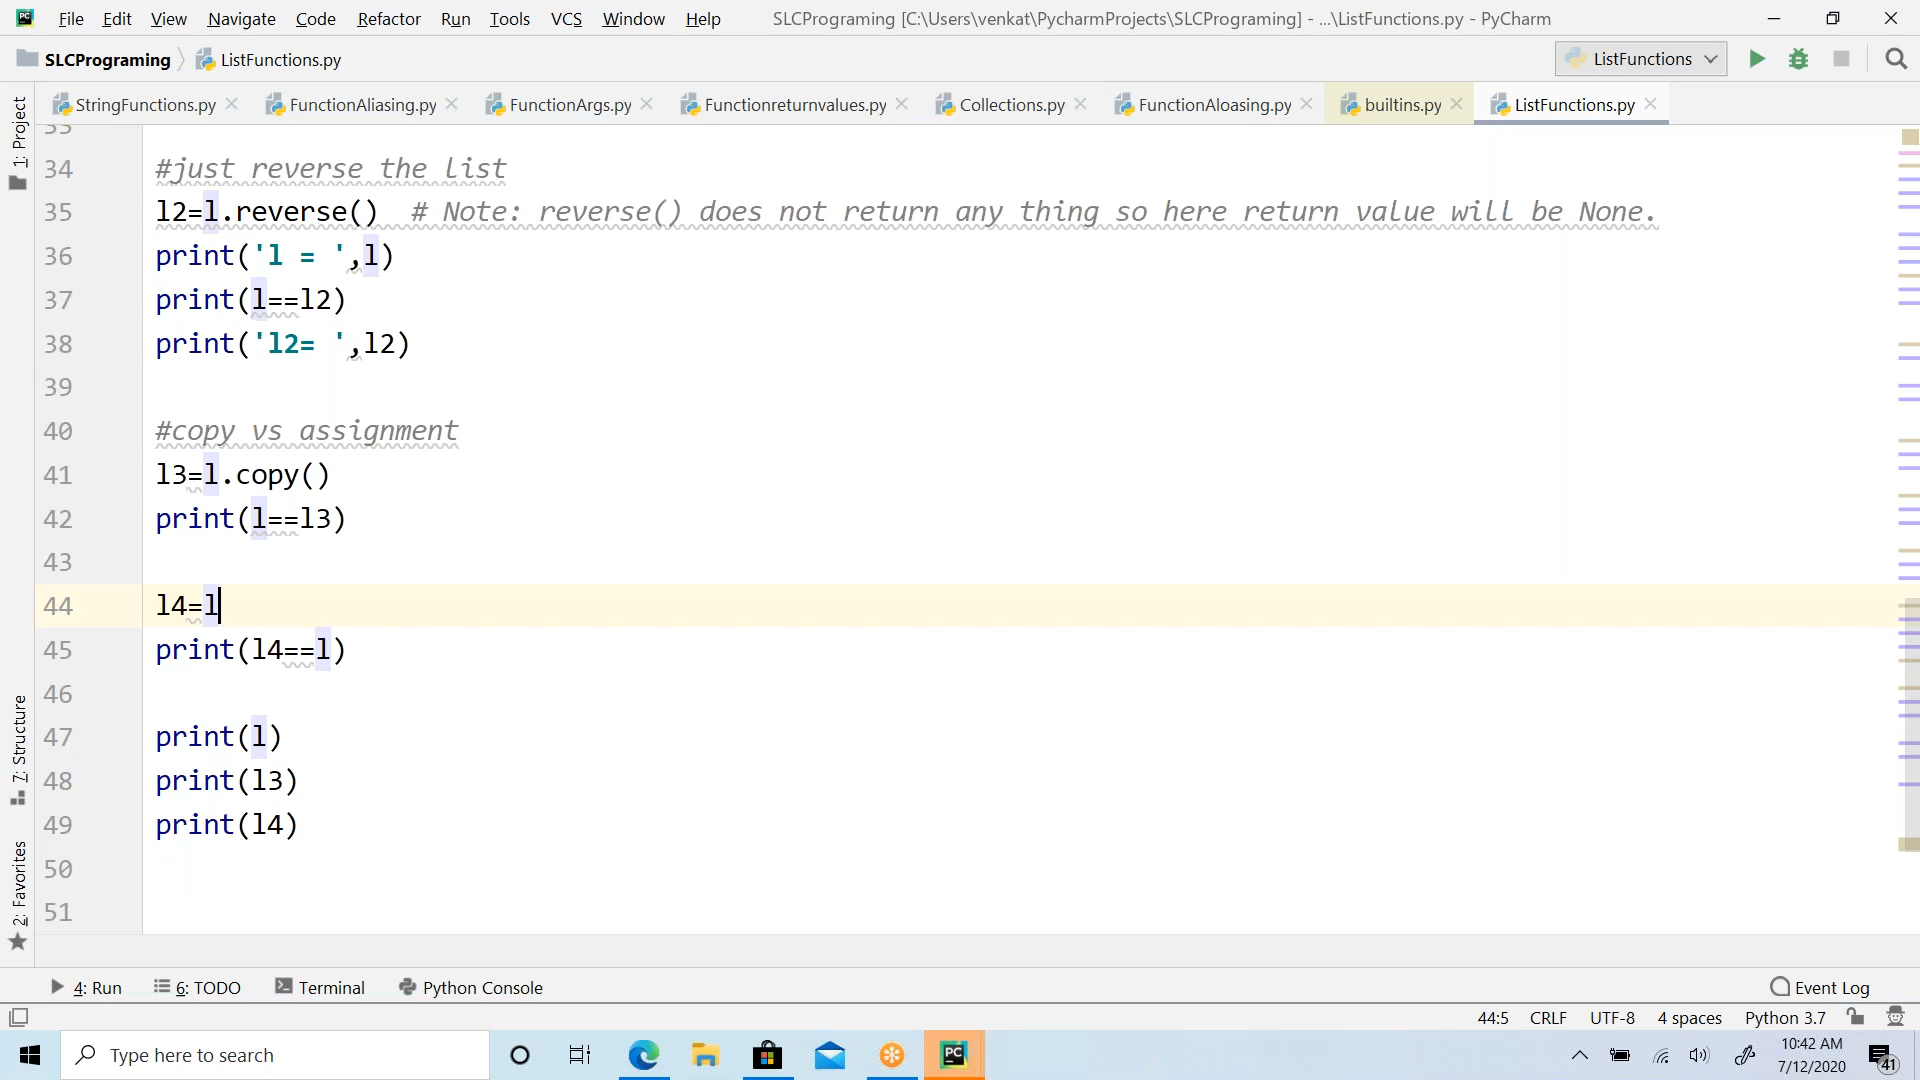 File Edit View Navigate Code Refactor Run Tools VCS Window Help SLCPrograming [C:\Users\venkat\PycharmProjects\SLCPrograming] - ...\ListFunctions.py - PyCharm
SLCPrograming ListFunctions.py ListFunctions
StringFunctions.py FunctionAliasing.py FunctionArgs.py Functionreturnvalues.py Collections.py FunctionAloasing.py builtins.py ListFunctions.py
1: Project
7: Structure
2: Favorites
33
34 #just reverse the list
35 l2=l.reverse() # Note: reverse() does not return any thing so here return value will be None.
36 print('l = ',l)
37 print(l==l2)
38 print('l2= ',l2)
39
40 #copy vs assignment
41 l3=l.copy()
42 print(l==l3)
43
44 l4=l
45 print(l4==l)
46
47 print(l)
48 print(l3)
49 print(l4)
50
51
4: Run 6: TODO Terminal Python Console Event Log
44:5 CRLF UTF-8 4 spaces Python 3.7
Type here to search PC 10:42 AM
7/12/2020 41